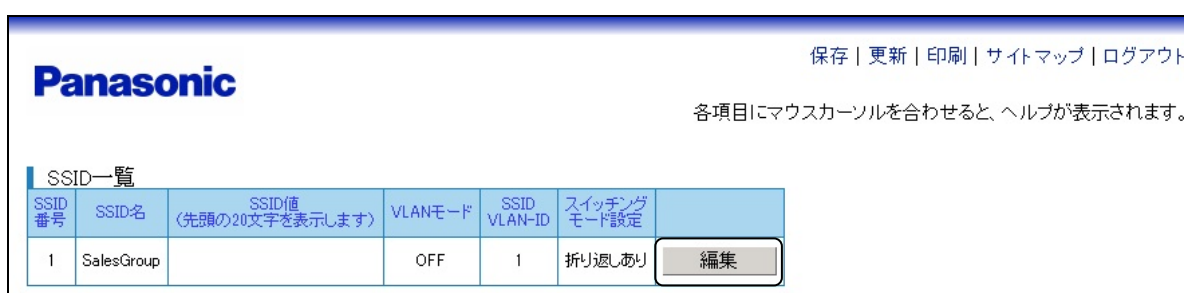 保存 | 更新 | 印刷 | サイトマップ | ログアウト
Panasonic
各項目にマウスカーソルを合わせると、ヘルプが表示されます。
SSID一覧
SSID番号 SSID名 SSID値(先頭の20文字を表示します) VLANモード SSID VLAN-ID スイッチングモード設定
1 SalesGroup OFF 1 折り返しあり 編集